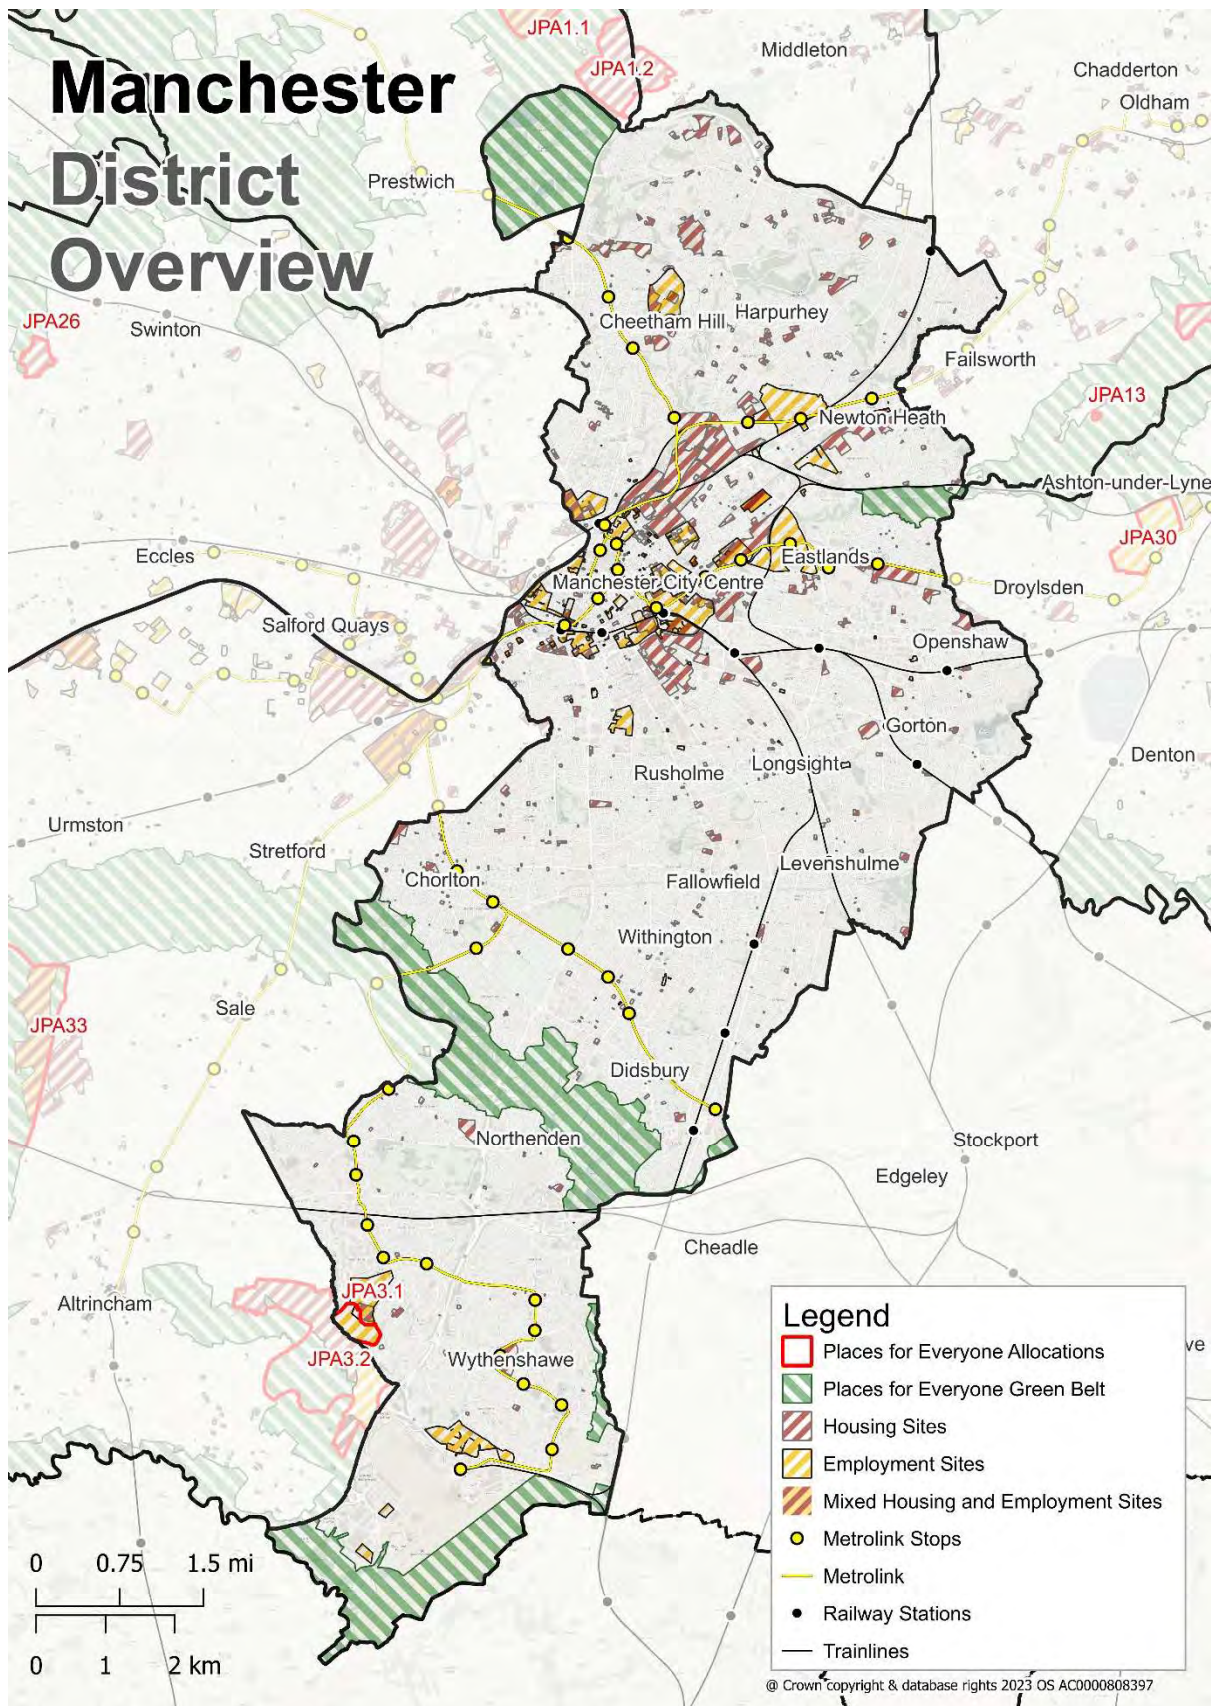 Manchester
District
Overview
JPA1.1
JPA1.2
Middleton
Chadderton
Oldham
Prestwich
JPA26
Swinton
Cheetham Hill
Harpurhey
Failsworth
JPA13
Newton Heath
Ashton-under-Lyne
JPA30
Eccles
Eastlands
Manchester City Centre
Droylsden
Salford Quays
Openshaw
Gorton
Denton
Rusholme
Longsight
Urmston
Stretford
Levenshulme
Chorlton
Fallowfield
Withington
Sale
JPA33
Didsbury
Northenden
Stockport
Edgeley
Cheadle
Altrincham
JPA3.1
JPA3.2
Wythenshawe
ve
Legend
Places for Everyone Allocations
Places for Everyone Green Belt
Housing Sites
Employment Sites
Mixed Housing and Employment Sites
Metrolink Stops
Metrolink
Railway Stations
Trainlines
0 0.75 1.5 mi
0 1 2 km
@ Crown copyright & database rights 2023 OS AC0000808397